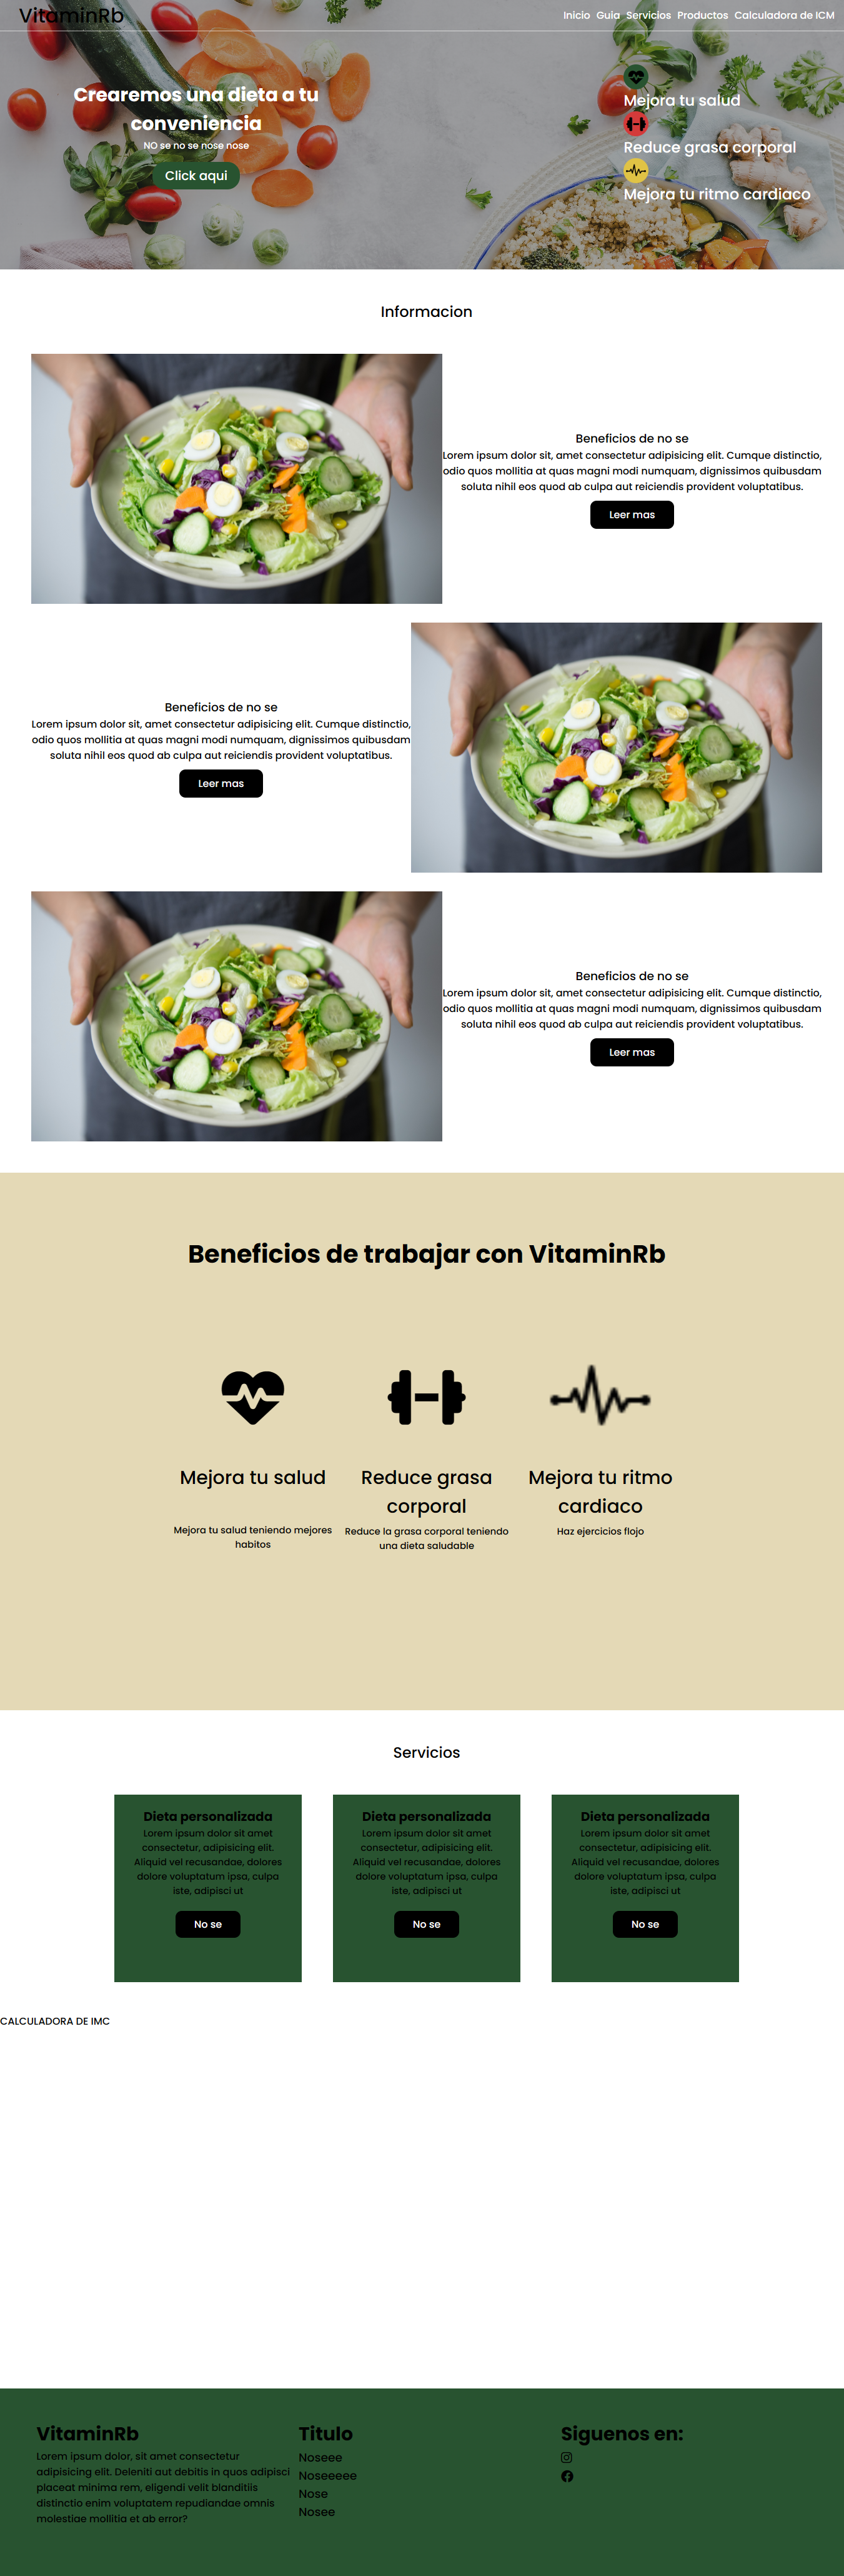 VitaminRb
Inicio Guia Servicios Productos Calculadora de ICM
Crearemos una dieta a tu
conveniencia
NO se no se nose nose
Click aqui
Mejora tu salud
Reduce grasa corporal
Mejora tu ritmo cardiaco
Informacion
Beneficios de no se
Lorem ipsum dolor sit, amet consectetur adipisicing elit. Cumque distinctio,
odio quos mollitia at quas magni modi numquam, dignissimos quibusdam
soluta nihil eos quod ab culpa aut reiciendis provident voluptatibus.
Leer mas
Beneficios de no se
Lorem ipsum dolor sit, amet consectetur adipisicing elit. Cumque distinctio,
odio quos mollitia at quas magni modi numquam, dignissimos quibusdam
soluta nihil eos quod ab culpa aut reiciendis provident voluptatibus.
Leer mas
Beneficios de no se
Lorem ipsum dolor sit, amet consectetur adipisicing elit. Cumque distinctio,
odio quos mollitia at quas magni modi numquam, dignissimos quibusdam
soluta nihil eos quod ab culpa aut reiciendis provident voluptatibus.
Leer mas
Beneficios de trabajar con VitaminRb
Mejora tu salud
Mejora tu salud teniendo mejores
habitos
Reduce grasa
corporal
Reduce la grasa corporal teniendo
una dieta saludable
Mejora tu ritmo
cardiaco
Haz ejercicios flojo
Servicios
Dieta personalizada
Lorem ipsum dolor sit amet
consectetur, adipisicing elit.
Aliquid vel recusandae, dolores
dolore voluptatum ipsa, culpa
iste, adipisci ut
No se
Dieta personalizada
Lorem ipsum dolor sit amet
consectetur, adipisicing elit.
Aliquid vel recusandae, dolores
dolore voluptatum ipsa, culpa
iste, adipisci ut
No se
Dieta personalizada
Lorem ipsum dolor sit amet
consectetur, adipisicing elit.
Aliquid vel recusandae, dolores
dolore voluptatum ipsa, culpa
iste, adipisci ut
No se
CALCULADORA DE IMC
VitaminRb
Lorem ipsum dolor, sit amet consectetur
adipisicing elit. Deleniti aut debitis in quos adipisci
placeat minima rem, eligendi velit blanditiis
distinctio enim voluptatem repudiandae omnis
molestiae mollitia et ab error?
Titulo
Noseee
Noseeeee
Nose
Nosee
Siguenos en: